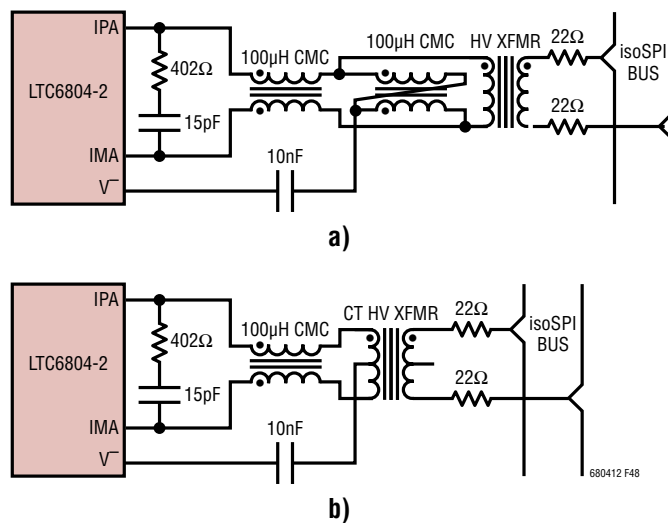 IPA
LTC6804-2
402Ω
15pF
IMA
V–
100µH CMC
100µH CMC
HV XFMR
22Ω
22Ω
isoSPI
BUS
10nF
a)
IPA
LTC6804-2
402Ω
15pF
IMA
V–
100µH CMC
CT HV XFMR
22Ω
22Ω
isoSPI
BUS
10nF
680412 F48
b)